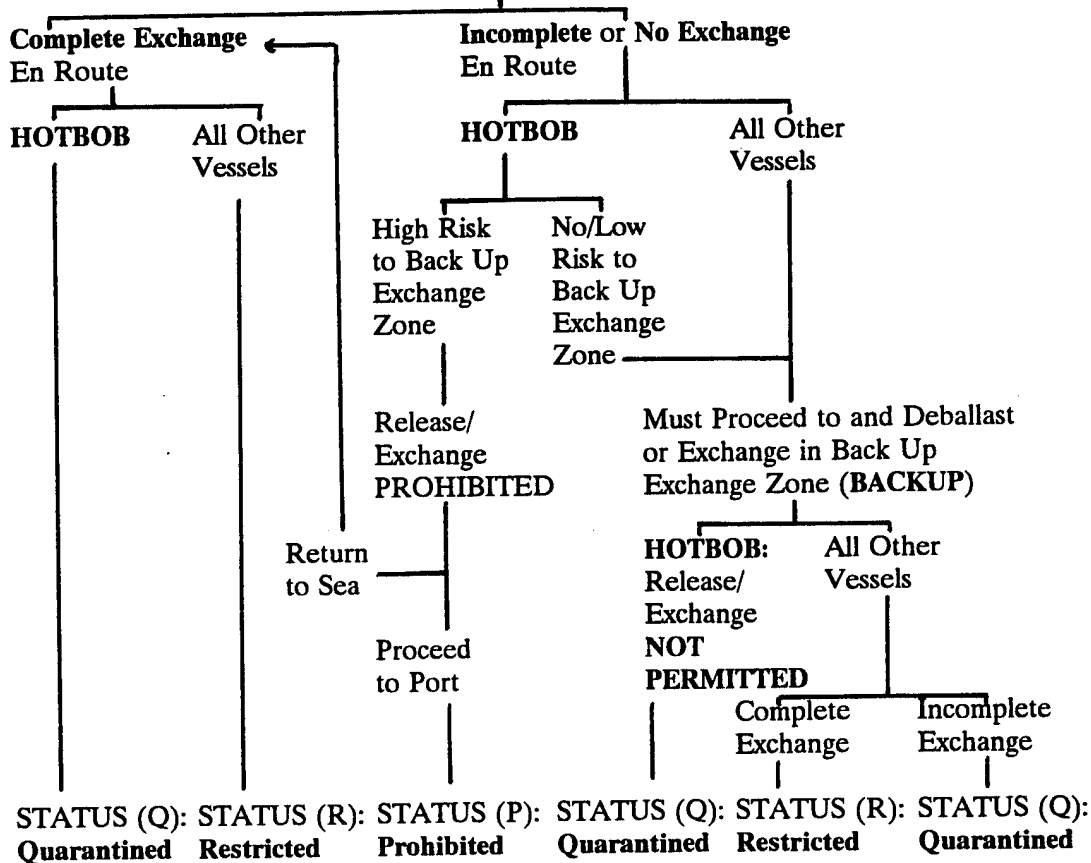 Complete Exchange
En Route
Incomplete or No Exchange
En Route
HOTBOB
All Other
Vessels
HOTBOB
All Other
Vessels
High Risk
to Back Up
Exchange
Zone
No/Low
Risk to
Back Up
Exchange
Zone
Release/
Exchange
PROHIBITED
Must Proceed to and Deballast
or Exchange in Back Up
Exchange Zone (BACKUP)
Return
to Sea
HOTBOB:
Release/
Exchange
NOT
PERMITTED
All Other
Vessels
Proceed
to Port
Complete
Exchange
Incomplete
Exchange
STATUS (Q):
Quarantined
STATUS (R):
Restricted
STATUS (P):
Prohibited
STATUS (Q):
Quarantined
STATUS (R):
Restricted
STATUS (Q):
Quarantined